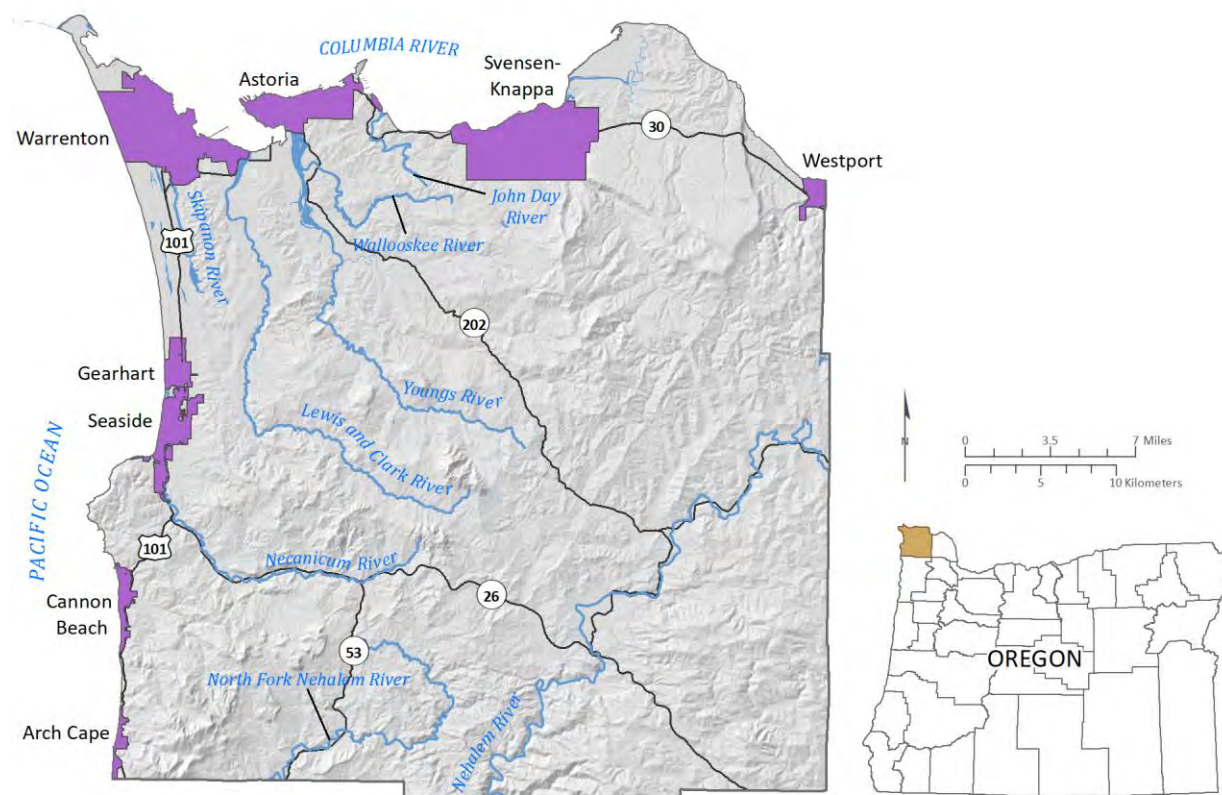 COLUMBIA RIVER
Astoria
Svensen-
Knappa
Warrenton
30
Westport
John Day
River
Skipanon River
Wallooskee River
101
202
Gearhart
Seaside
Youngs River
Lewis and Clark River
PACIFIC OCEAN
N
0 3.5 7 Miles
0 5 10 Kilometers
101
Necanicum River
Cannon
Beach
26
53
North Fork Nehalem River
OREGON
Arch Cape
Nehalem River